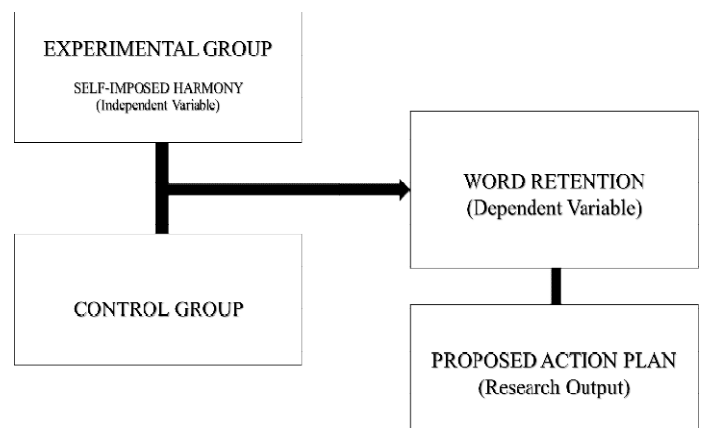 EXPERIMENTAL GROUP
SELF-IMPOSED HARMONY
(Independent Variable)
WORD RETENTION
(Dependent Variable)
CONTROL GROUP
PROPOSED ACTION PLAN
(Research Output)